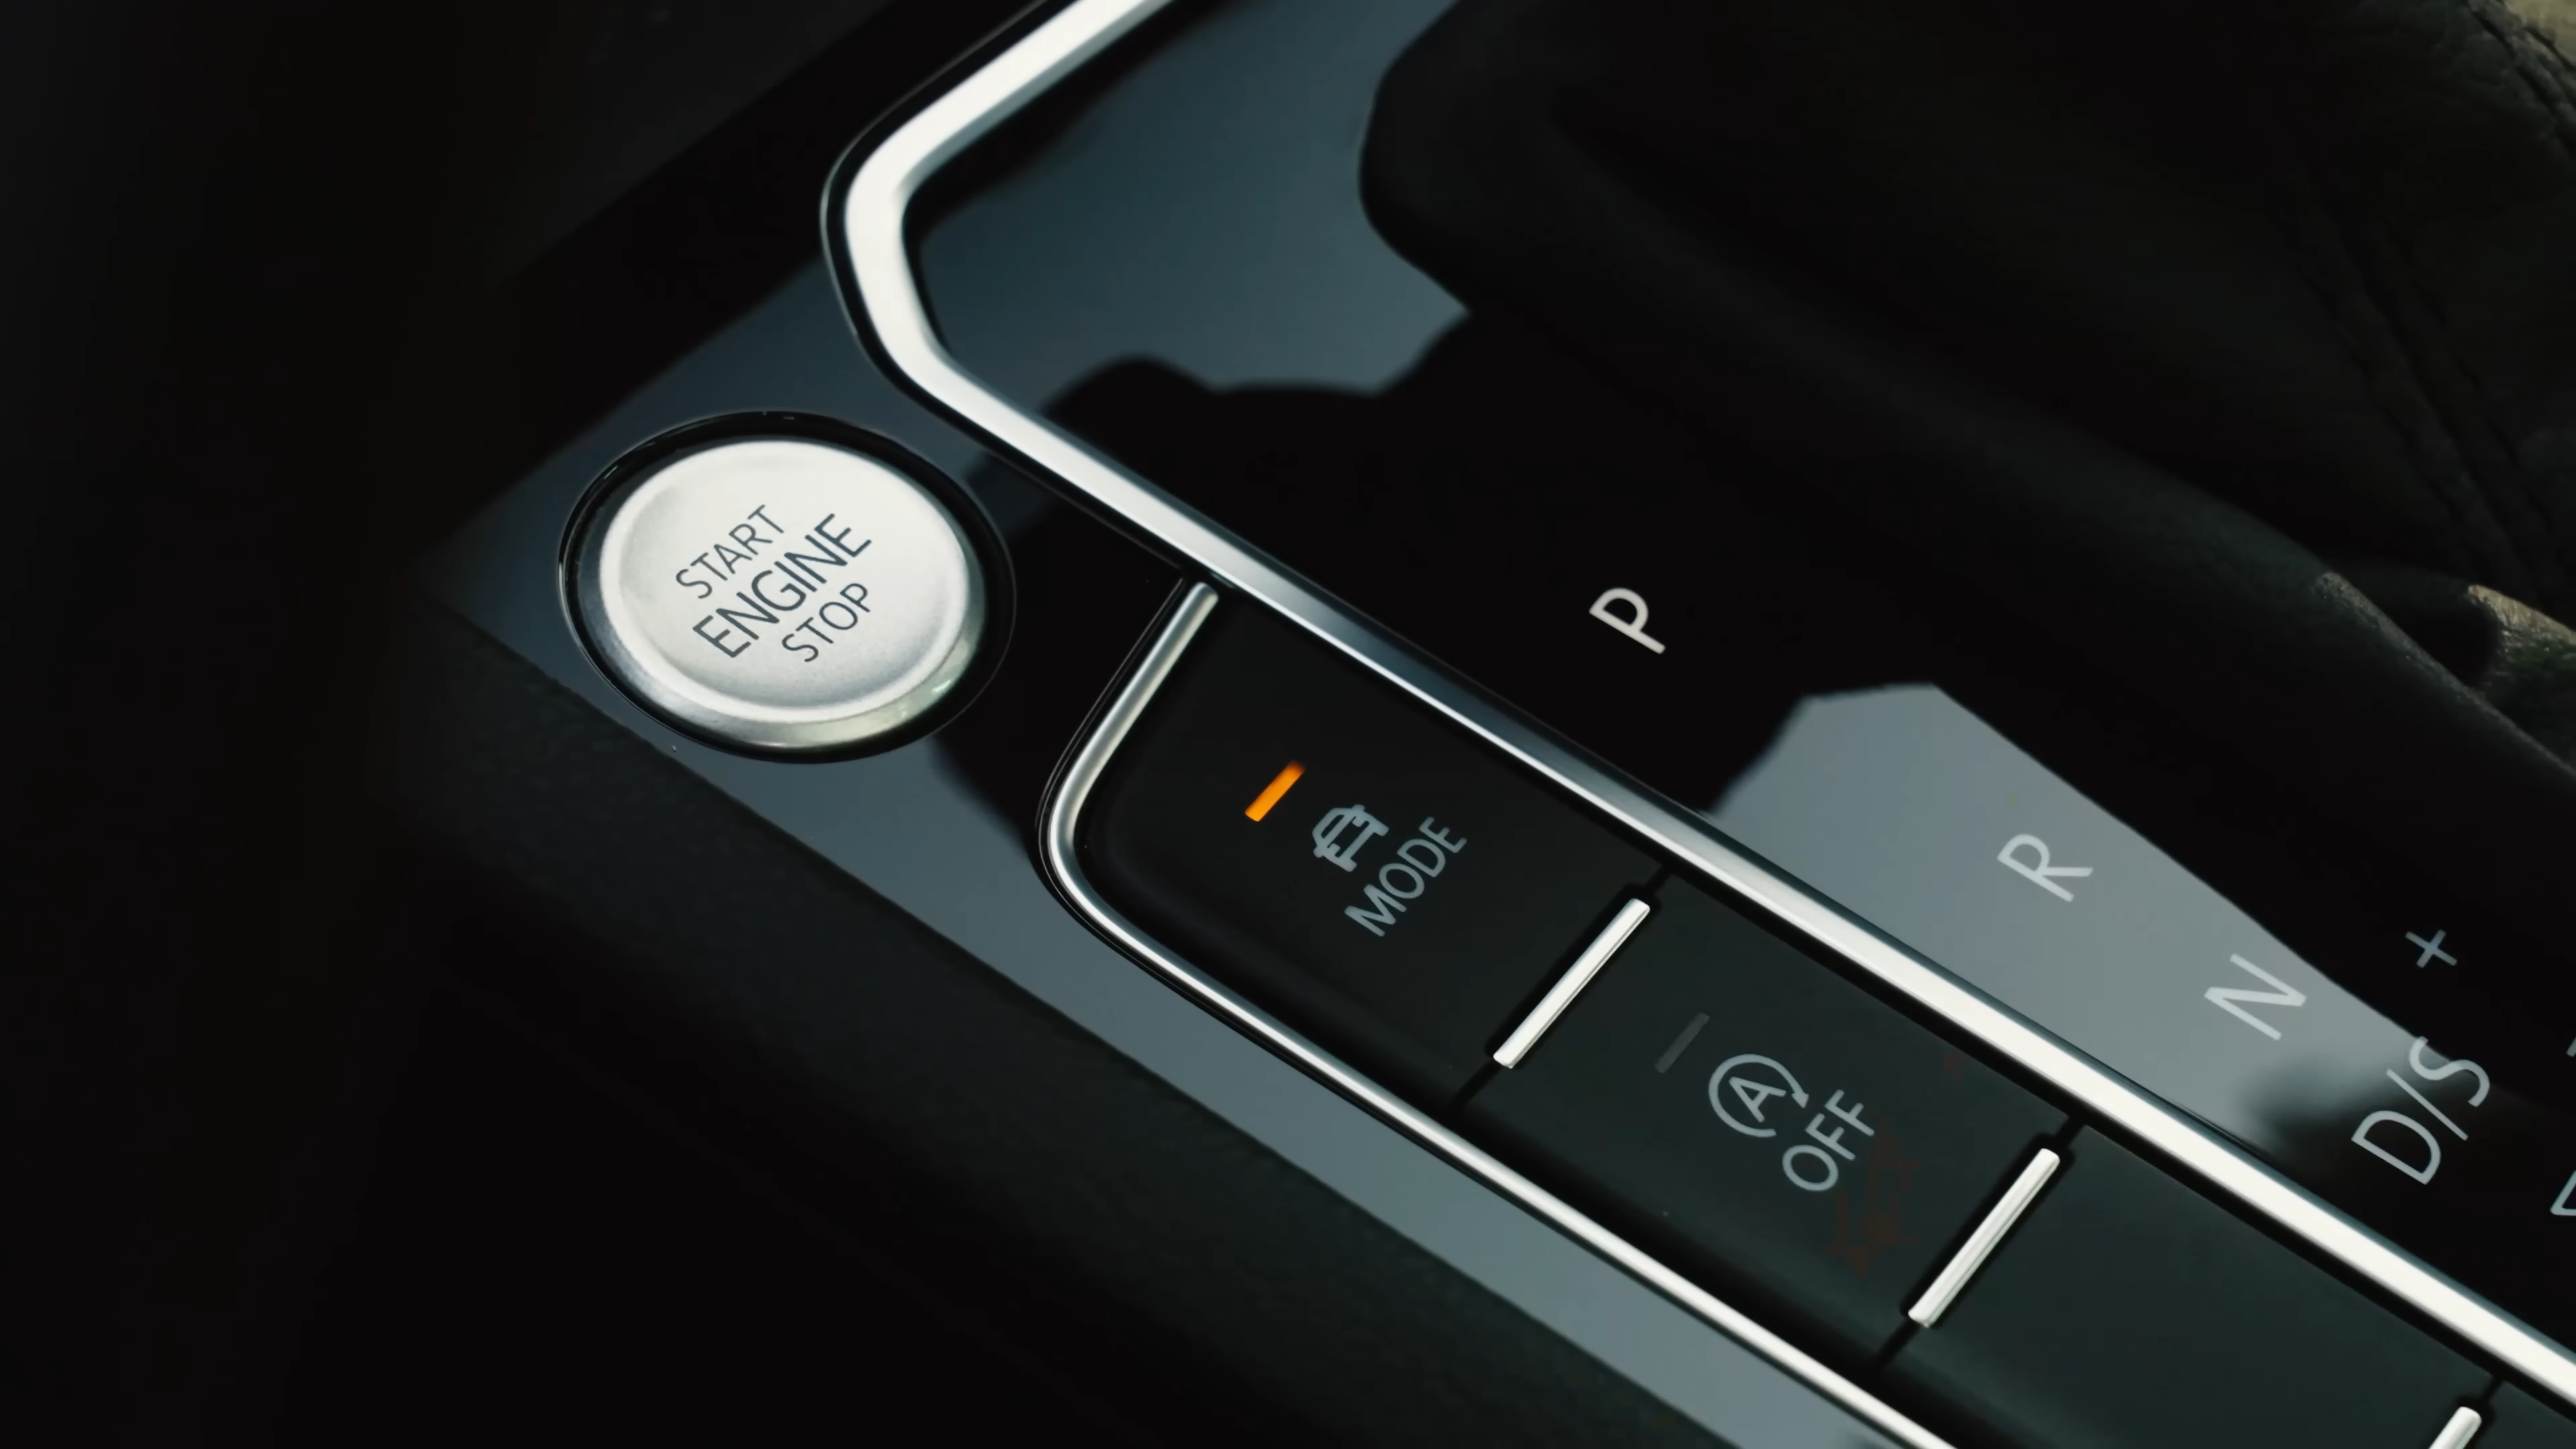 START
ENGINE
STOP
P
MODE
R
N
+
D/S
A
OFF